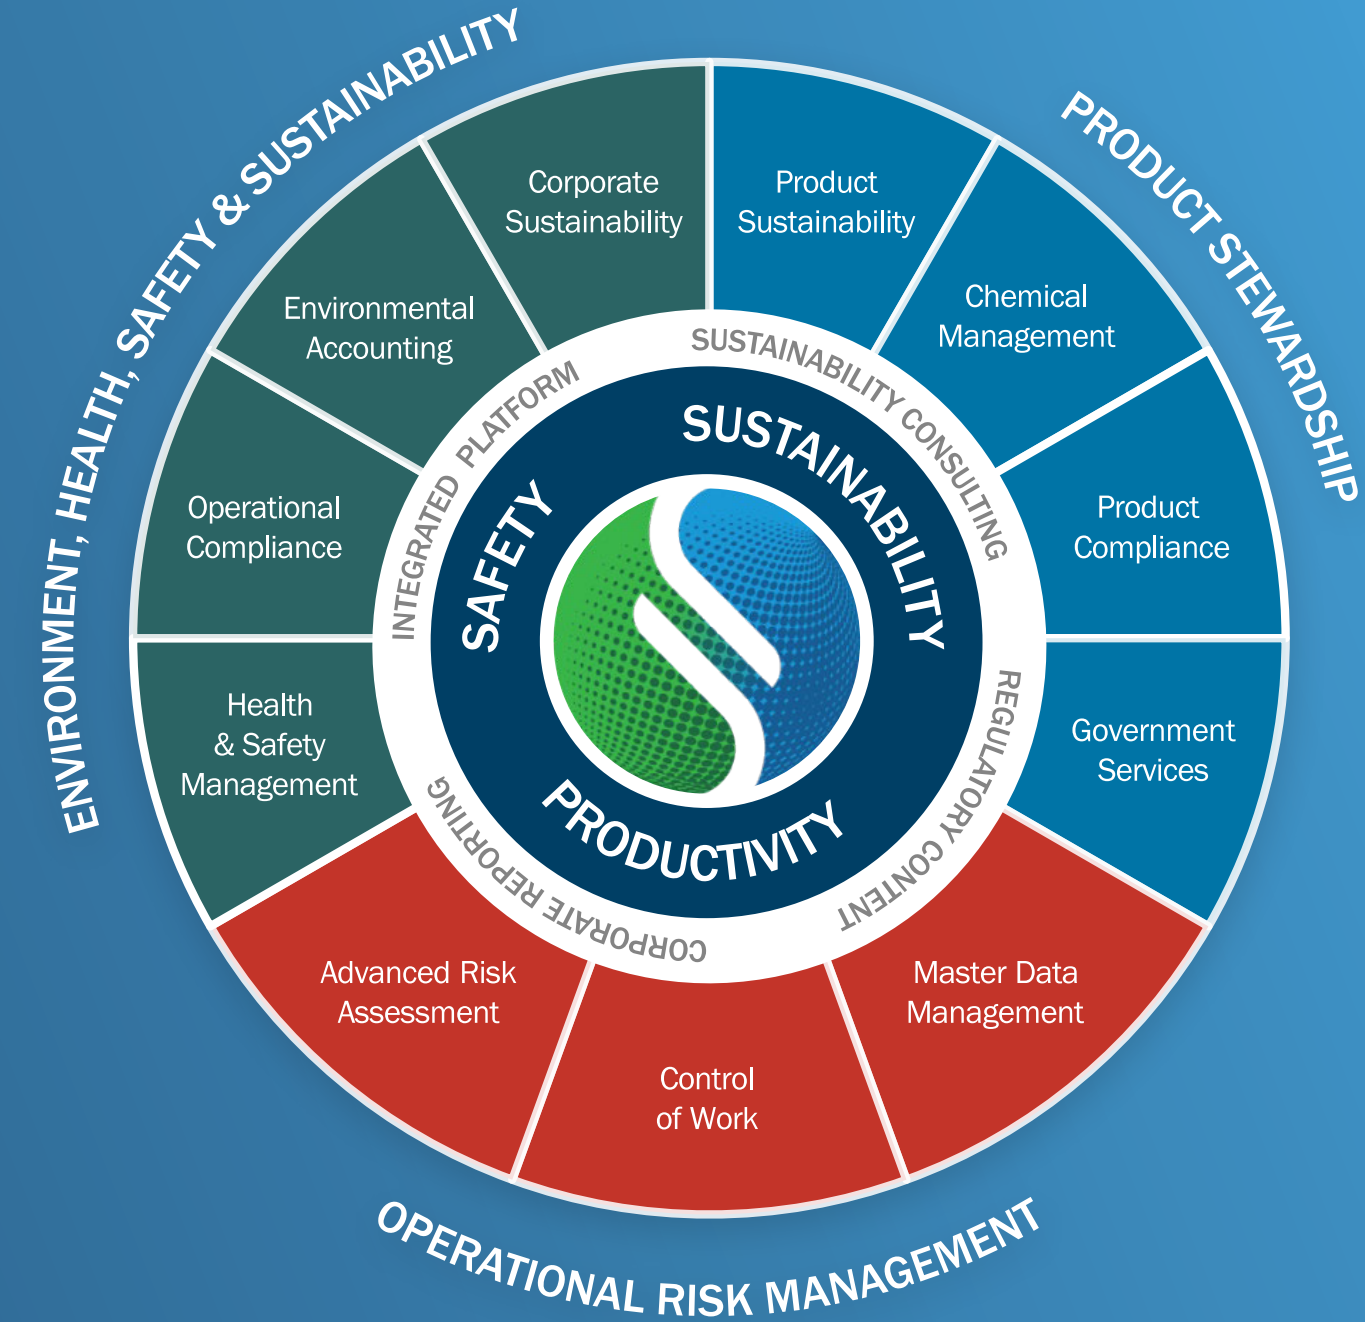 ENVIRONMENT, HEALTH, SAFETY & SUSTAINABILITY
PRODUCT STEWARDSHIP
OPERATIONAL RISK MANAGEMENT
Corporate
Sustainability
Product
Sustainability
Environmental
Accounting
Chemical
Management
Operational
Compliance
Product
Compliance
Health
& Safety
Management
Government
Services
Advanced Risk
Assessment
Control
of Work
Master Data
Management
INTEGRATED PLATFORM
SUSTAINABILITY CONSULTING
REGULATORY CONTENT
CORPORATE REPORTING
SAFETY
SUSTAINABILITY
PRODUCTIVITY